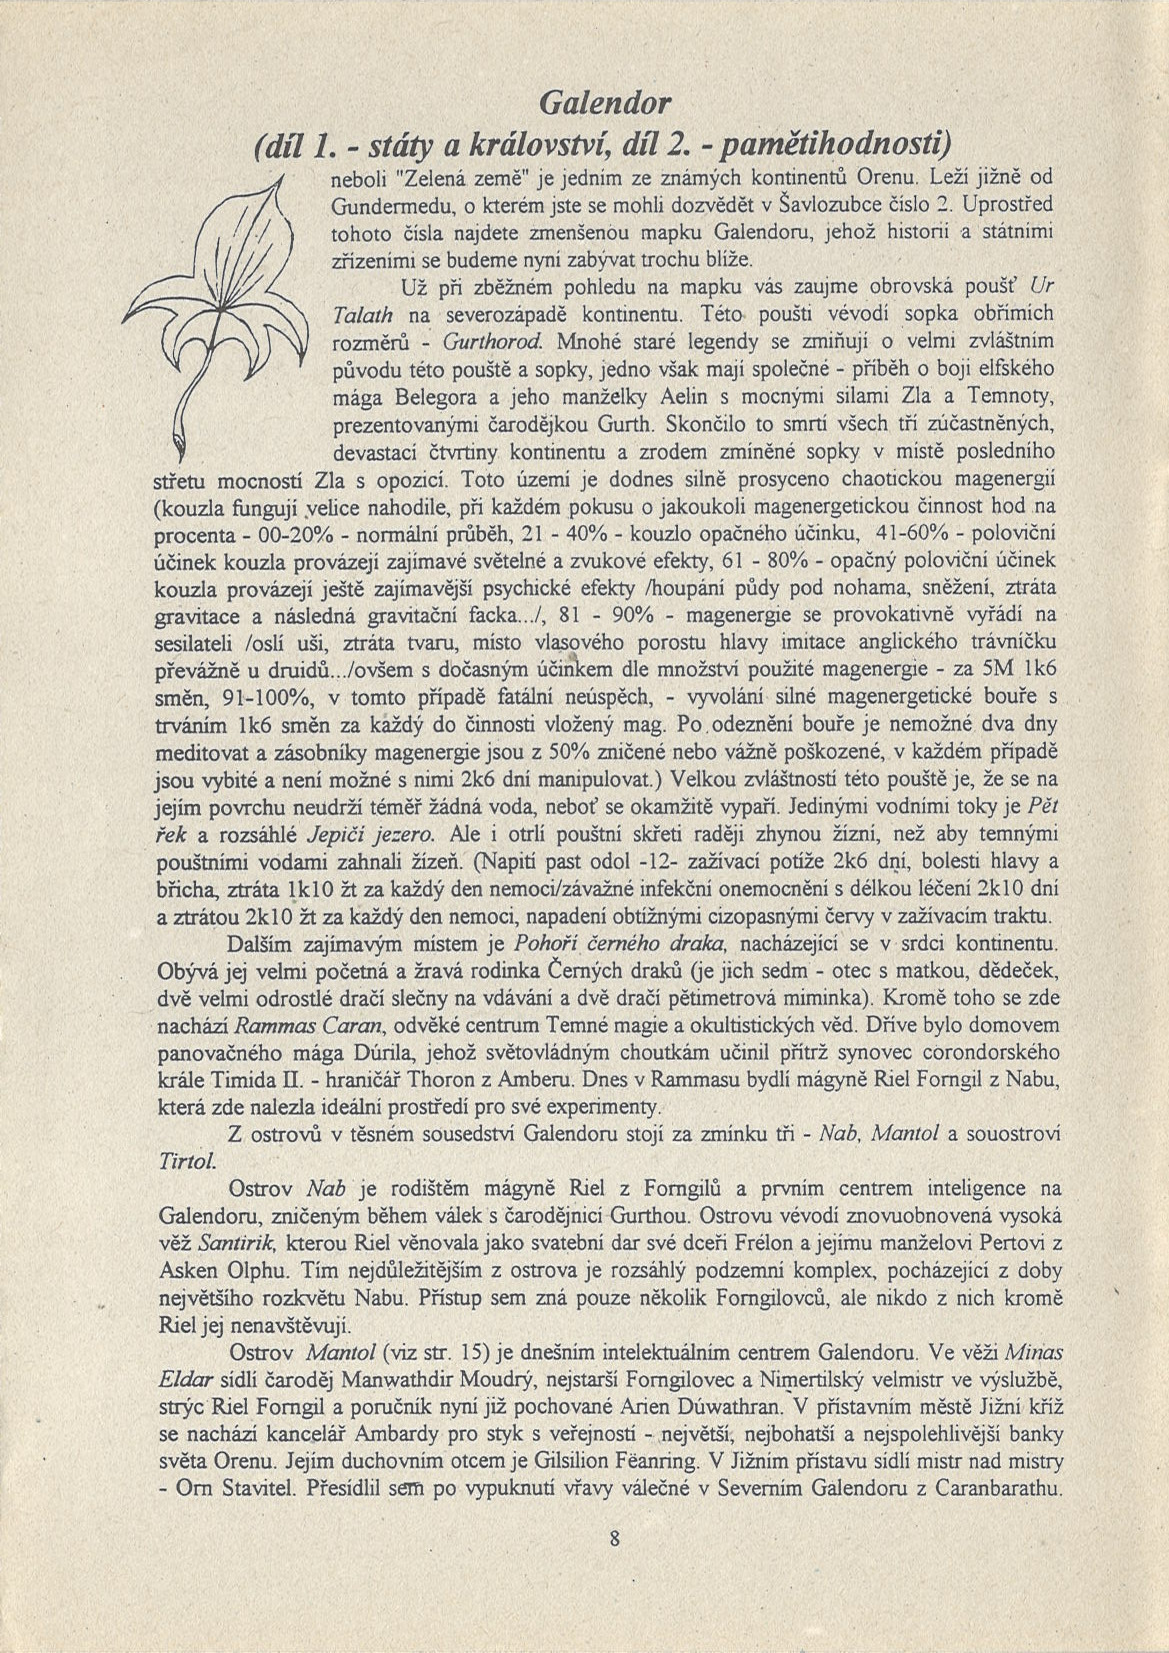 Galendor
(díl 1. - státy a království, díl 2. - pamětihodnosti)
neboli "Zelená země" je jedním ze známých kontinentů Orenu. Leží jižně od
Gundermedu, o kterém jste se mohli dozvědět v Šavlozubce číslo 2. Uprostřed
tohoto čísla najdete zmenšenou mapku Galendoru, jehož historii a státními
zřízeními se budeme nyní zabývat trochu blíže.
Už při zběžném pohledu na mapku vás zaujme obrovská poušť Ur
Talath na severozápadě kontinentu. Této poušti vévodí sopka obřímích
rozměrů - Gurthorod. Mnohé staré legendy se zmiňují o velmi zvláštním
původu této pouště a sopky, jedno však mají společné - příběh o boji elfského
mága Belegora a jeho manželky Aelin s mocnými silami Zla a Temnoty,
prezentovanými čarodějkou Gurth. Skončilo to smrtí všech tří zúčastněných,
devastací čtvrtiny kontinentu a zrodem zmíněné sopky v místě posledního
střetu mocností Zla s opozicí. Toto území je dodnes silně prosyceno chaotickou magenergií
(kouzla fungují velice nahodile, při každém pokusu o jakoukoli magenergetickou činnost hod na
procenta - 00-20% - normální průběh, 21 - 40% - kouzlo opačného účinku, 41-60% - poloviční
účinek kouzla provázejí zajímavé světelné a zvukové efekty, 61 - 80% - opačný poloviční účinek
kouzla provázejí ještě zajímavější psychické efekty /houpání půdy pod nohama, sněžení, ztráta
gravitace a následná gravitační facka.../, 81 - 90% - magenergie se provokativně vyřádí na
sesilateli /oslí uši, ztráta tvaru, místo vlasového porostu hlavy imitace anglického trávníčku
převážně u druidů.../ovšem s dočasným účinkem dle množství použité magenergie - za 5M 1k6
směn, 91-100%, v tomto případě fatální neúspěch, - vyvolání silné magenergetické bouře s
trváním 1k6 směn za každý do činnosti vložený mag. Po odeznění bouře je nemožné dva dny
meditovat a zásobníky magenergie jsou z 50% zničené nebo vážně poškozené, v každém případě
jsou vybité a není možné s nimi 2k6 dní manipulovat.) Velkou zvláštností této pouště je, že se na
jejím povrchu neudrží téměř žádná voda, neboť se okamžitě vypaří. Jedinými vodními toky je Pět
řek a rozsáhlé Jepičí jezero. Ale i otrlí pouštní skřeti raději zhynou žízní, než aby temnými
pouštními vodami zahnali žízeň. (Napití past odol -12- zažívací potíže 2k6 dní, bolesti hlavy a
břicha, ztráta 1k10 žt za každý den nemoci/závažné infekční onemocnění s délkou léčení 2k10 dní
a ztrátou 2k10 žt za každý den nemoci, napadení obtížnými cizopasnými červy v zažívacím traktu.
Dalším zajímavým místem je Pohoří černého draka, nacházející se v srdci kontinentu.
Obývá jej velmi početná a žravá rodinka Černých draků (je jich sedm - otec s matkou, dědeček,
dvě velmi odrostlé dračí slečny na vdávání a dvě dračí pětimetrová miminka). Kromě toho se zde
nachází Rammas Caran, odvěké centrum Temné magie a okultistických věd. Dříve bylo domovem
panovačného mága Dúrila, jehož světovládným choutkám učinil přítrž synovec corondorského
krále Timida II. - hraničář Thoron z Amberu. Dnes v Rammasu bydlí mágyně Riel Forngil z Nabu,
která zde nalezla ideální prostředí pro své experimenty.
Z ostrovů v těsném sousedství Galendoru stojí za zmínku tři - Nab, Mantol a souostroví
Tirtol.
Ostrov Nab je rodištěm mágyně Riel z Forngilů a prvním centrem inteligence na
Galendoru, zničeným během válek s čarodějnicí Gurthou. Ostrovu vévodí znovuobnovená vysoká
věž Santirik, kterou Riel věnovala jako svatební dar své dceři Frélon a jejímu manželovi Pertovi z
Asken Olphu. Tím nejdůležitějším z ostrova je rozsáhlý podzemní komplex, pocházející z doby
největšího rozkvětu Nabu. Přístup sem zná pouze několik Forngilovců, ale nikdo z nich kromě
Riel jej nenavštěvují.
Ostrov Mantol (viz str. 15) je dnešním intelektuálním centrem Galendoru. Ve věži Minas
Eldar sídlí čaroděj Manwathdir Moudrý, nejstarší Forngilovec a Nimertilský velmistr ve výslužbě,
strýc Riel Forngil a poručník nyní již pochované Arien Dúwathran. V přístavním městě Jižní kříž
se nachází kancelář Ambardy pro styk s veřejností - největší, nejbohatší a nejspolehlivější banky
světa Orenu. Jejím duchovním otcem je Gilsilion Fëanring. V Jižním přístavu sídlí mistr nad mistry
- Orn Stavitel. Přesídlil sem po vypuknutí vřavy válečné v Severním Galendoru z Caranbarathu.
8